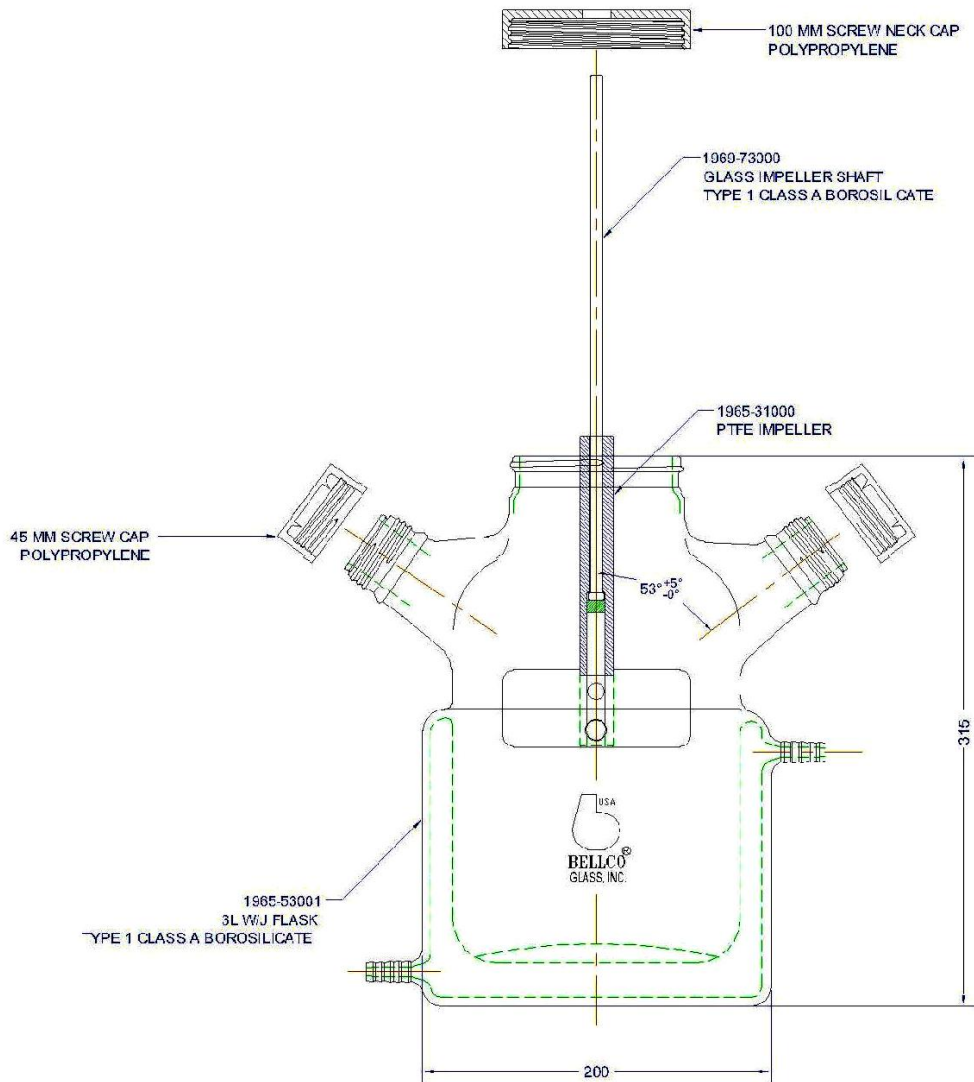 100 MM SCREW NECK CAP
POLYPROPYLENE
1969-73000
GLASS IMPELLER SHAFT
TYPE 1 CLASS A BOROSIL CATE
1965-31000
PTFE IMPELLER
45 MM SCREW CAP
POLYPROPYLENE
53° +5°
-0°
315
USA
BELLCO®
GLASS, INC.
1965-53001
3L W/J FLASK
TYPE 1 CLASS A BOROSILICATE
200